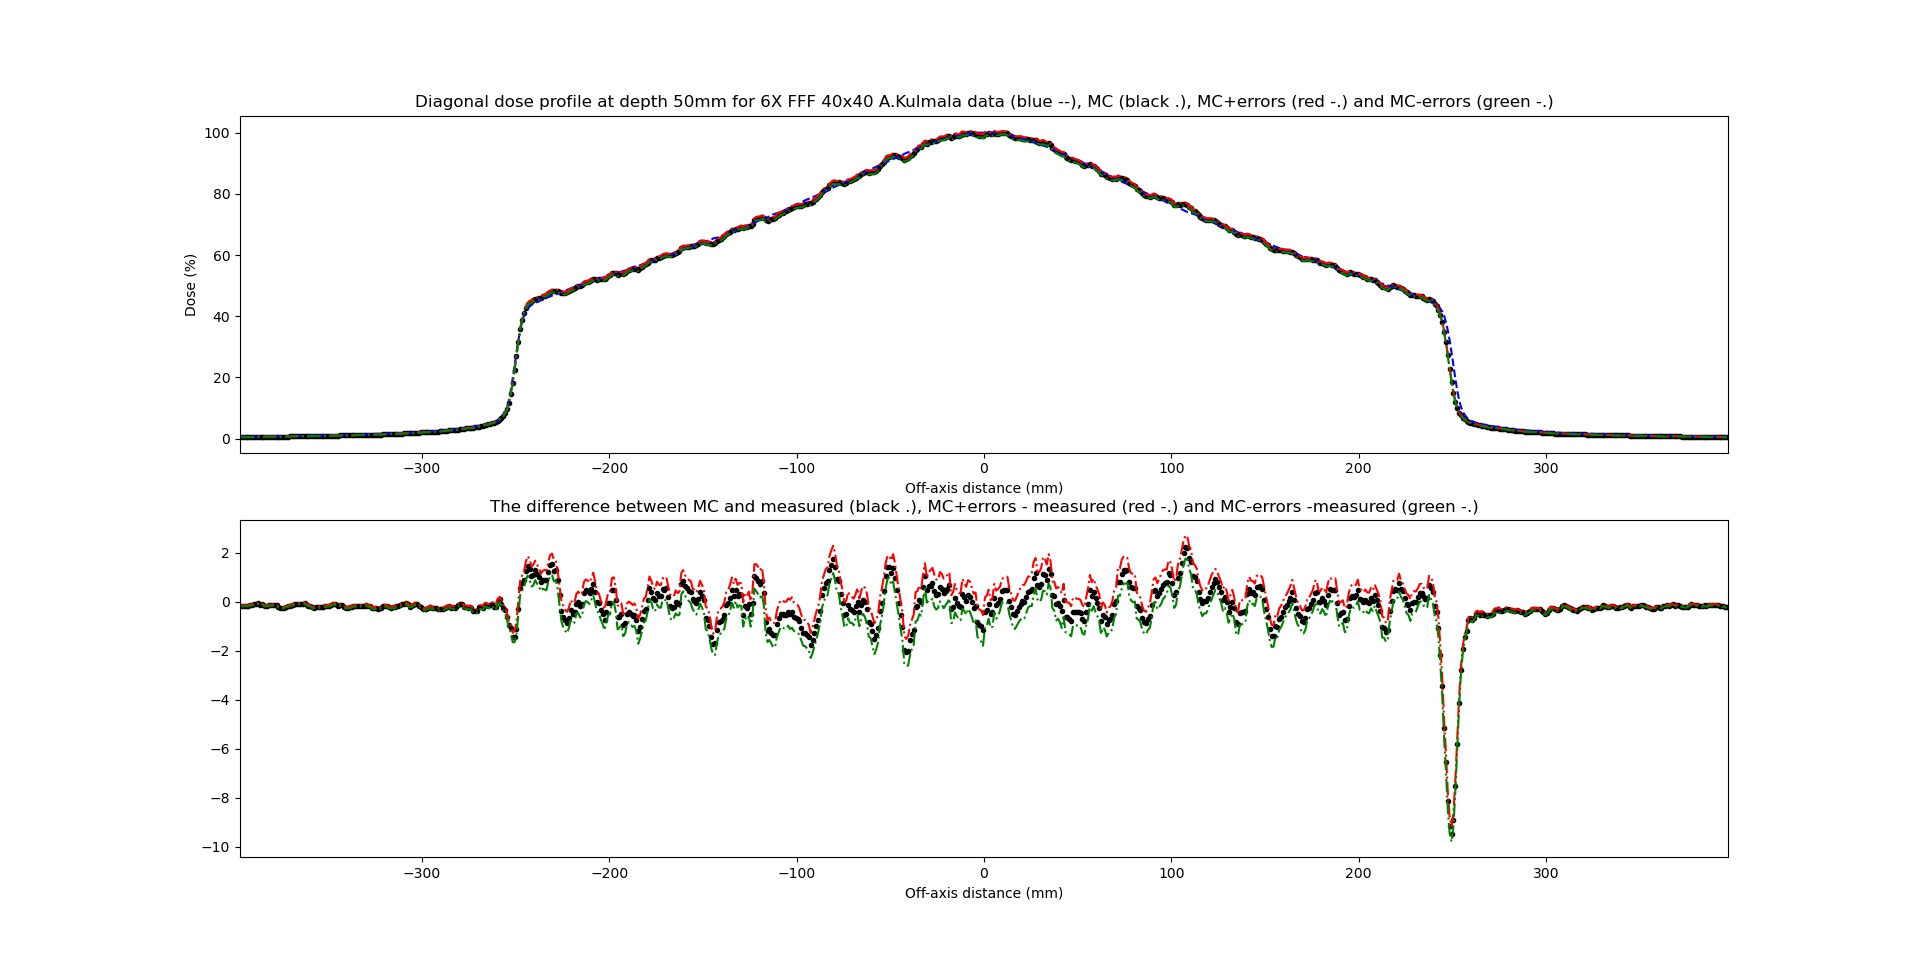 Diagonal dose profile at depth 50mm for 6X FFF 40x40 A.Kulmala data (blue --), MC (black .), MC+errors (red -.) and MC-errors (green -.)
100
80
60
40
20
0
Dose (%)
−300 −200 −100 0 100 200 300
Off-axis distance (mm)
The difference between MC and measured (black .), MC+errors - measured (red -.) and MC-errors -measured (green -.)
2
0
−2
−4
−6
−8
−10
−300 −200 −100 0 100 200 300
Off-axis distance (mm)